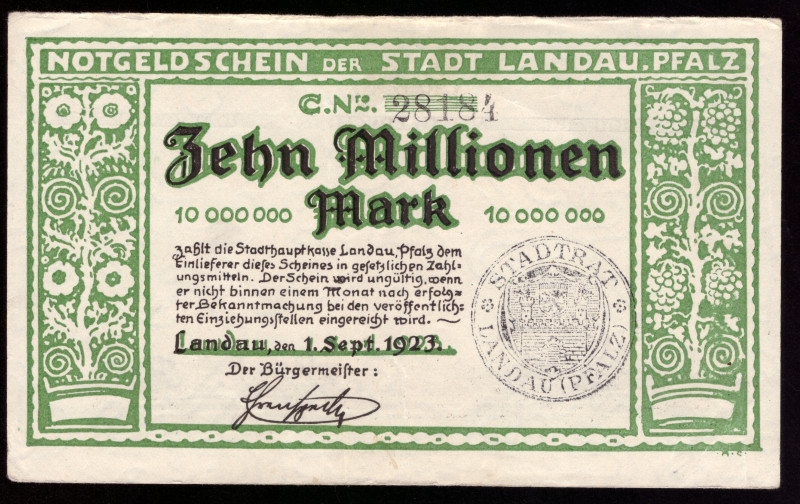 NOTGELDSCHEIN DER STADT LANDAU, PFALZ
C.Nro. 28184
Zehn Millionen
10 000 000 Mark 10 000 000
zahlt die Stadthauptkasse Landau, Pfalz dem
Einlieferer dieses Scheines in gesetzlichen Zahl-
ungsmitteln. Der Schein wird ungültig, wenn
er nicht binnen einem Monat nach erfolg-
ter Bekanntmachung bei den veröffentlich-
ten Einziehungsstellen eingereicht wird.
Landau, den 1. Sept. 1923.
Der Bürgermeister:
STADTRAT
LANDAU (PFALZ)